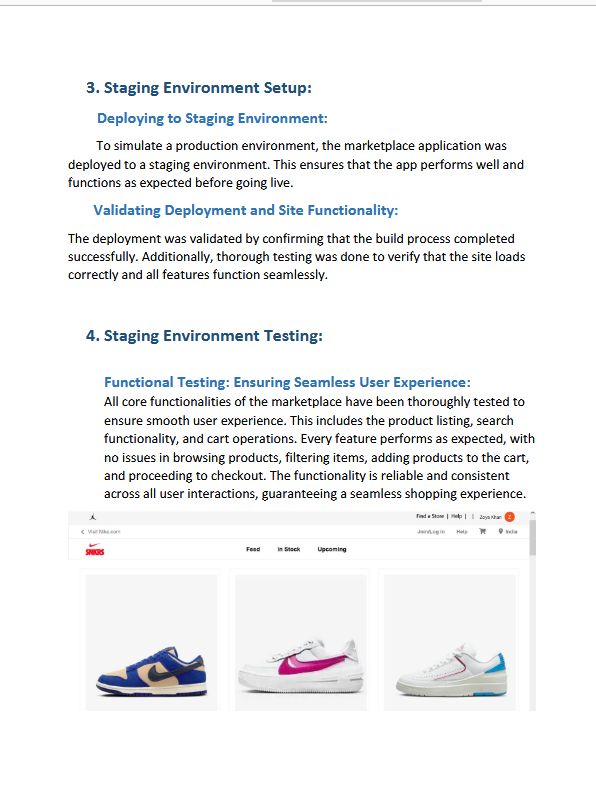 3. Staging Environment Setup:
Deploying to Staging Environment:
To simulate a production environment, the marketplace application was
deployed to a staging environment. This ensures that the app performs well and
functions as expected before going live.
Validating Deployment and Site Functionality:
The deployment was validated by confirming that the build process completed
successfully. Additionally, thorough testing was done to verify that the site loads
correctly and all features function seamlessly.
4. Staging Environment Testing:
Functional Testing: Ensuring Seamless User Experience:
All core functionalities of the marketplace have been thoroughly tested to
ensure smooth user experience. This includes the product listing, search
functionality, and cart operations. Every feature performs as expected, with
no issues in browsing products, filtering items, adding products to the cart,
and proceeding to checkout. The functionality is reliable and consistent
across all user interactions, guaranteeing a seamless shopping experience.
Find a Store | Help | | Zoya Khan Z
< Visit Nike.com Join/Log In Help India
SNKRS Feed In Stock Upcoming